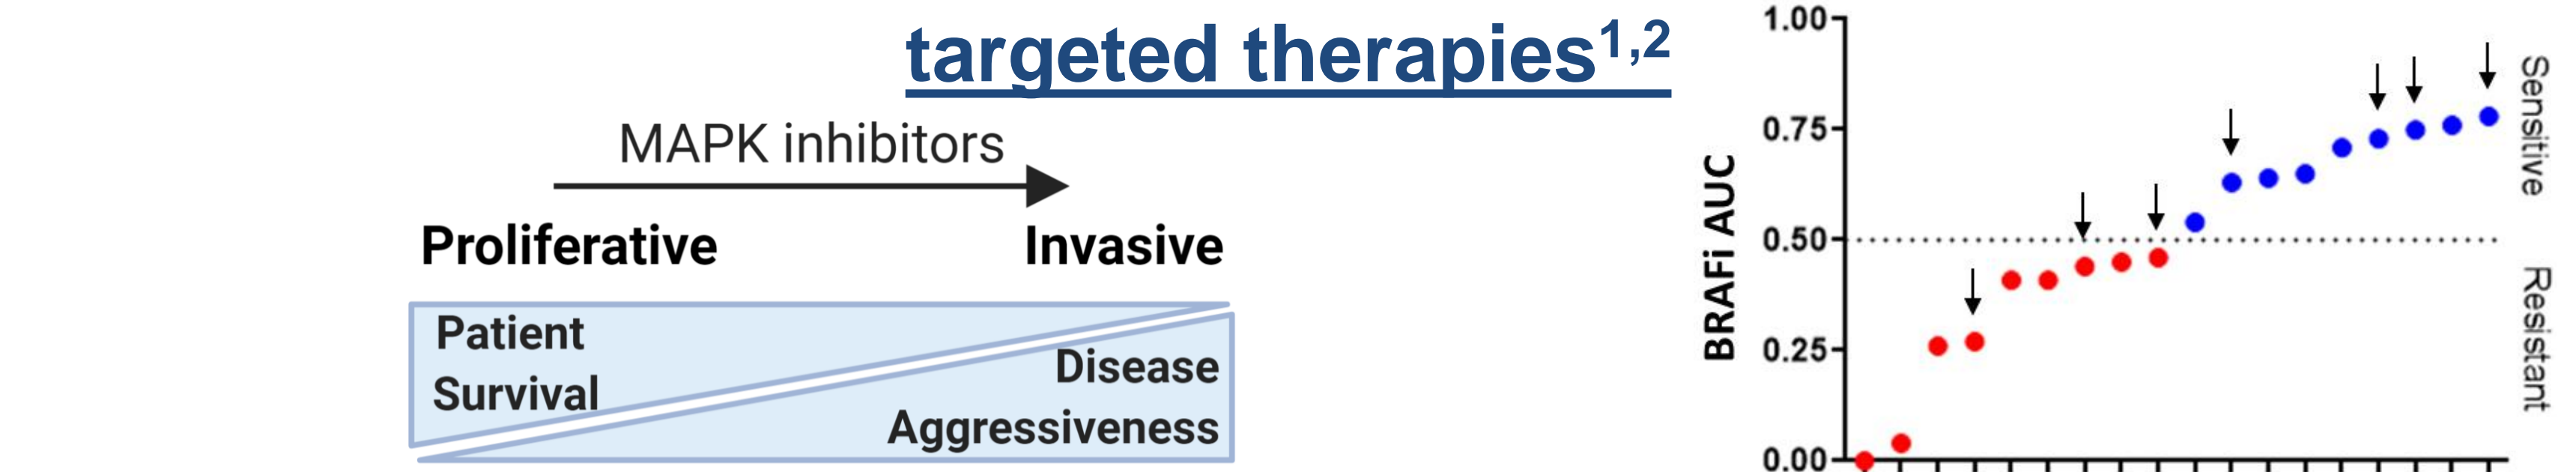 targeted therapies1,2
MAPK inhibitors
Proliferative
Invasive
Patient
Survival
Disease
Aggressiveness
BRAFi AUC
1.00
0.75
0.50
0.25
0.00
Sensitive
Resistant